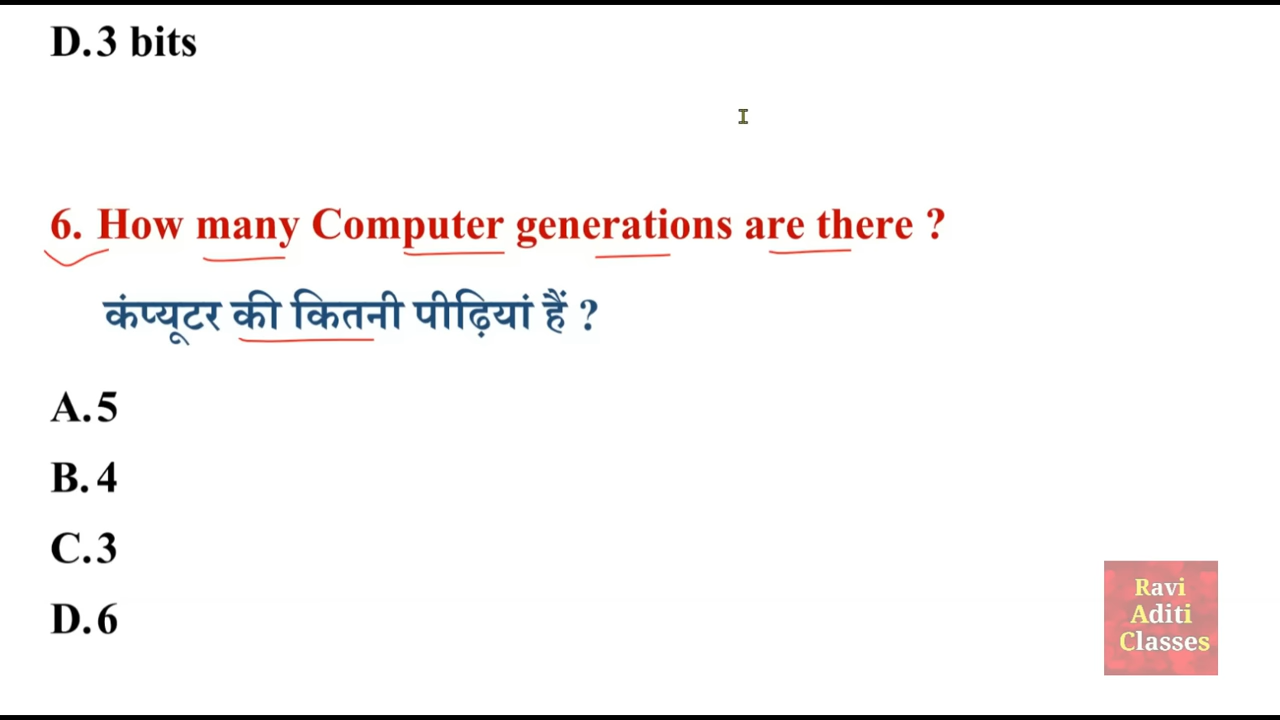 D. 3 bits
6. How many Computer generations are there ?
कंप्यूटर की कितनी पीढ़ियां हैं ?
A. 5
B. 4
C. 3
D. 6
Ravi
Aditi
Classes